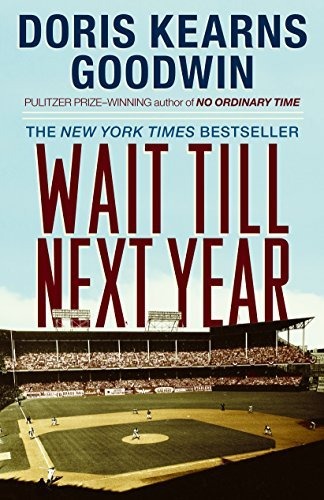 DORIS KEARNS
GOODWIN
PULITZER PRIZE–WINNING author of NO ORDINARY TIME
THE NEW YORK TIMES BESTSELLER
WAIT TILL
NEXT YEAR